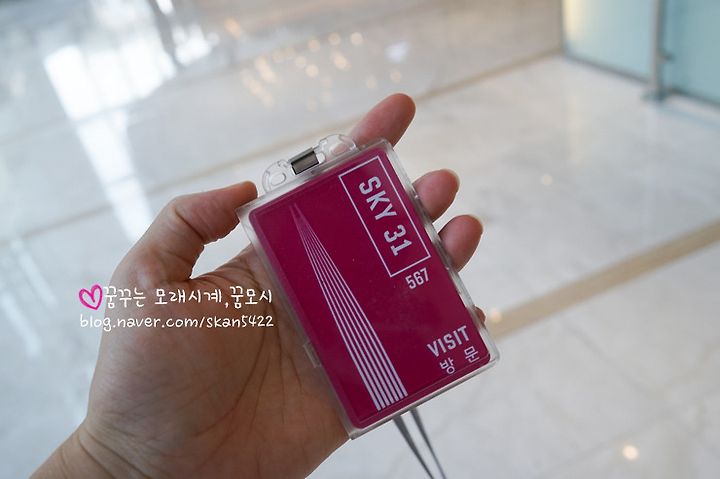 SKY 31
567
VISIT
방문
꿈꾸는 모래시계,꿈모시
blog.naver.com/skan5422